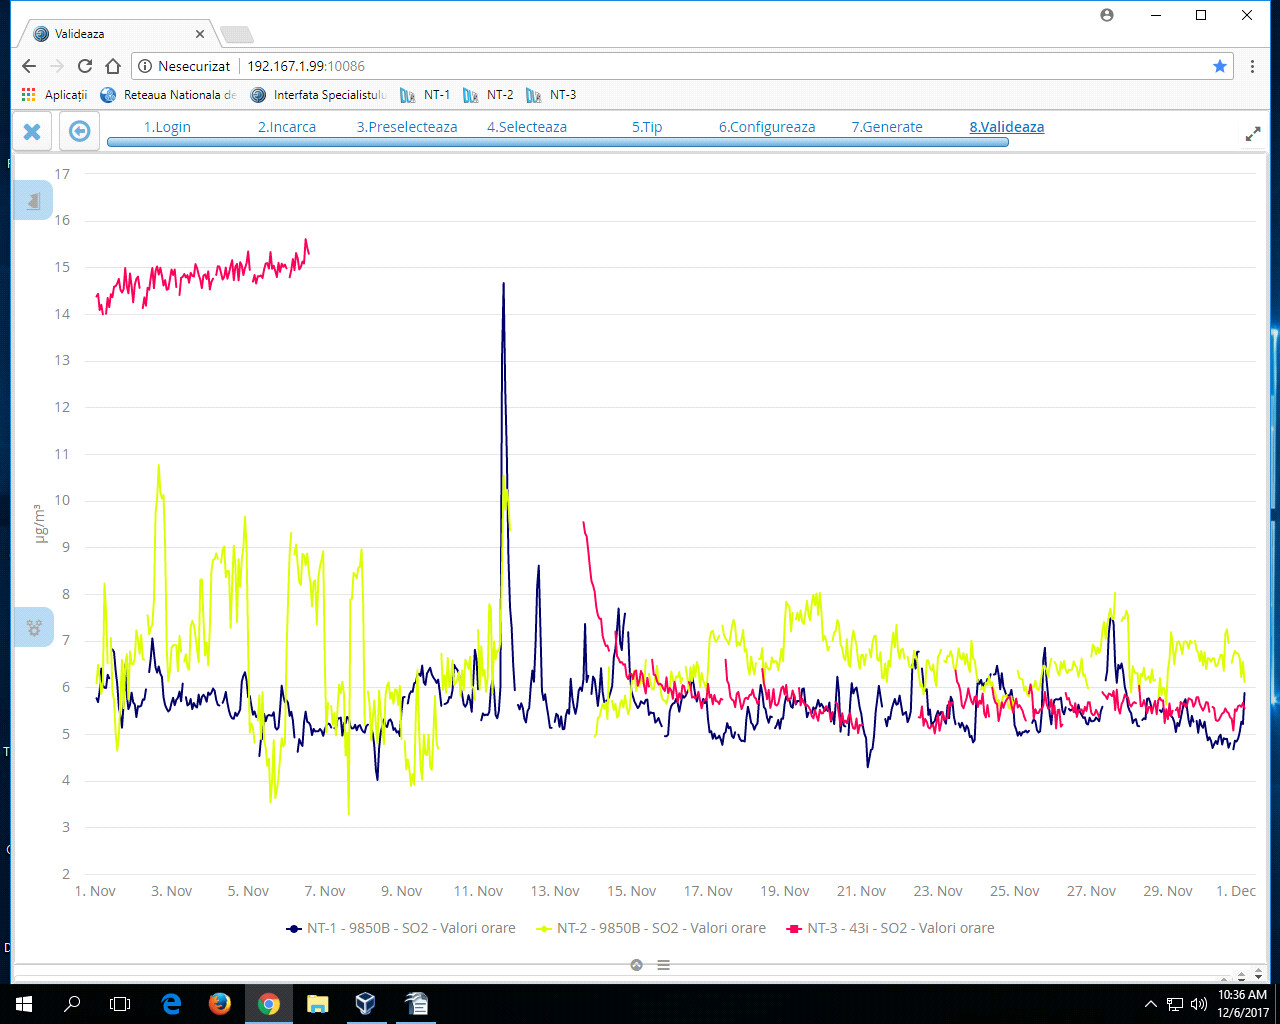 Valideaza
Nesecurizat 192.167.1.99:10086
Aplicații Reteaua Nationala de Interfata Specialistulu NT-1 NT-2 NT-3
1.Login 2.Incarca 3.Preselecteaza 4.Selecteaza 5.Tip 6.Configureaza 7.Generate 8.Valideaza
17
16
15
14
13
12
11
10
9
8
7
6
5
4
3
2
µg/m³
1. Nov 3. Nov 5. Nov 7. Nov 9. Nov 11. Nov 13. Nov 15. Nov 17. Nov 19. Nov 21. Nov 23. Nov 25. Nov 27. Nov 29. Nov 1. Dec
NT-1 - 9850B - SO2 - Valori orare NT-2 - 9850B - SO2 - Valori orare NT-3 - 43i - SO2 - Valori orare
10:36 AM
12/6/2017